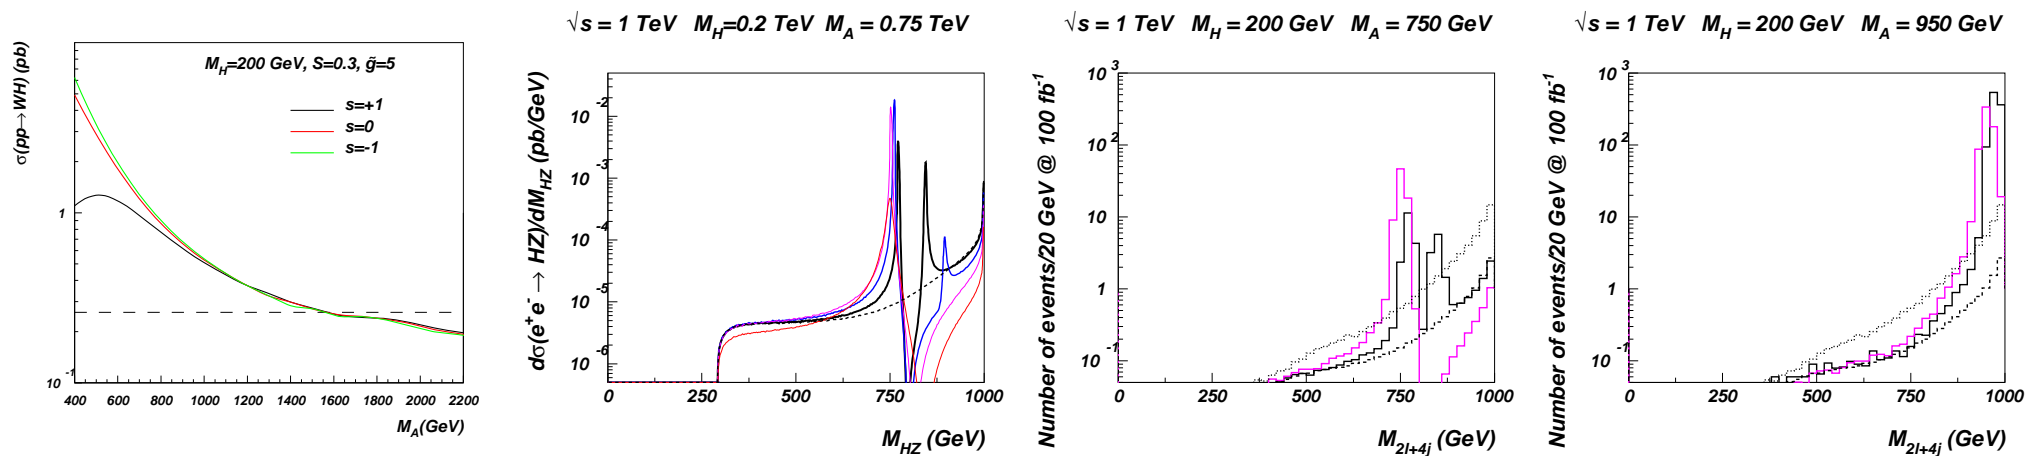 M_H=200 GeV, S=0.3, g̃=5
s=+1
s=0
s=-1
σ(pp→WH) (pb)
1
10^-1
400 600 800 1000 1200 1400 1600 1800 2000 2200
M_A(GeV)
√s = 1 TeV M_H=0.2 TeV M_A = 0.75 TeV
dσ(e^+e^- → HZ)/dM_HZ (pb/GeV)
10^-2
10^-3
10^-4
10^-5
10^-6
0 250 500 750 1000
M_HZ (GeV)
√s = 1 TeV M_H = 200 GeV M_A = 750 GeV
Number of events/20 GeV @ 100 fb^-1
10^3
10^2
10
1
10^-1
0 250 500 750 1000
M_2l+4j (GeV)
√s = 1 TeV M_H = 200 GeV M_A = 950 GeV
Number of events/20 GeV @ 100 fb^-1
10^3
10^2
10
1
10^-1
0 250 500 750 1000
M_2l+4j (GeV)